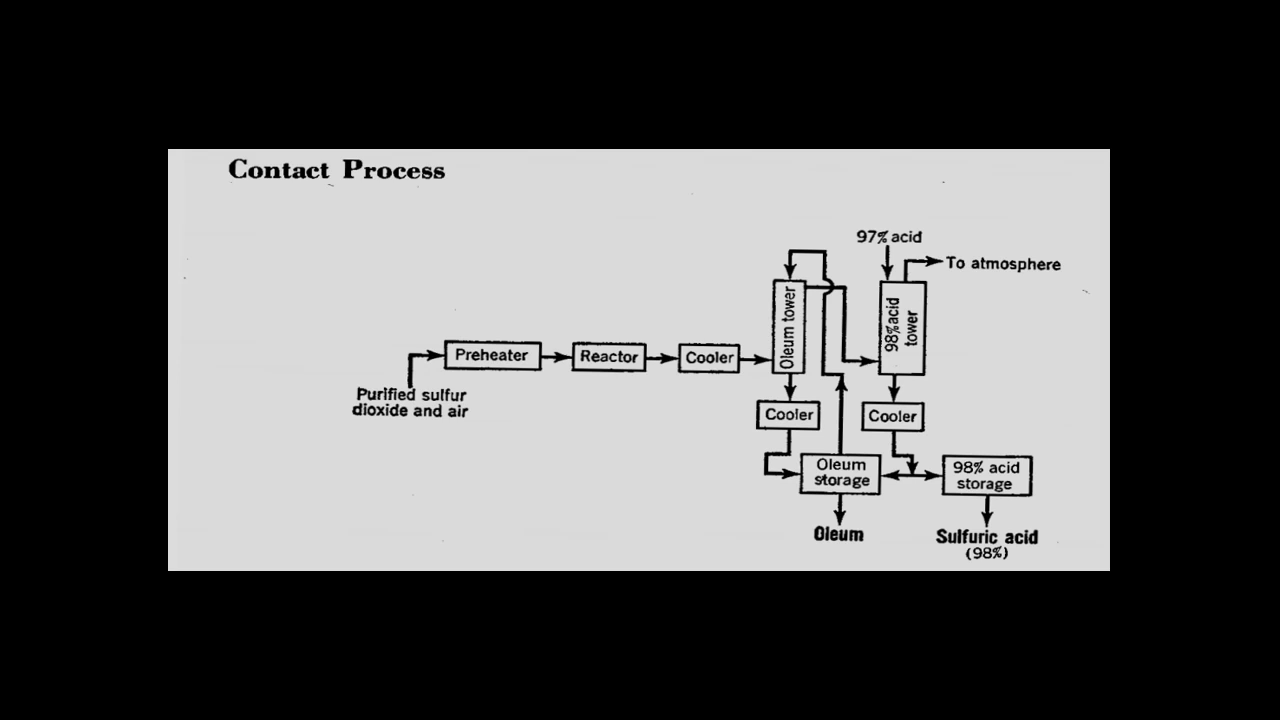 Contact Process
97% acid
To atmosphere
Oleum tower
98% acid
tower
Preheater
Reactor
Cooler
Purified sulfur
dioxide and air
Cooler
Cooler
Oleum
storage
98% acid
storage
Oleum
Sulfuric acid
(98%)